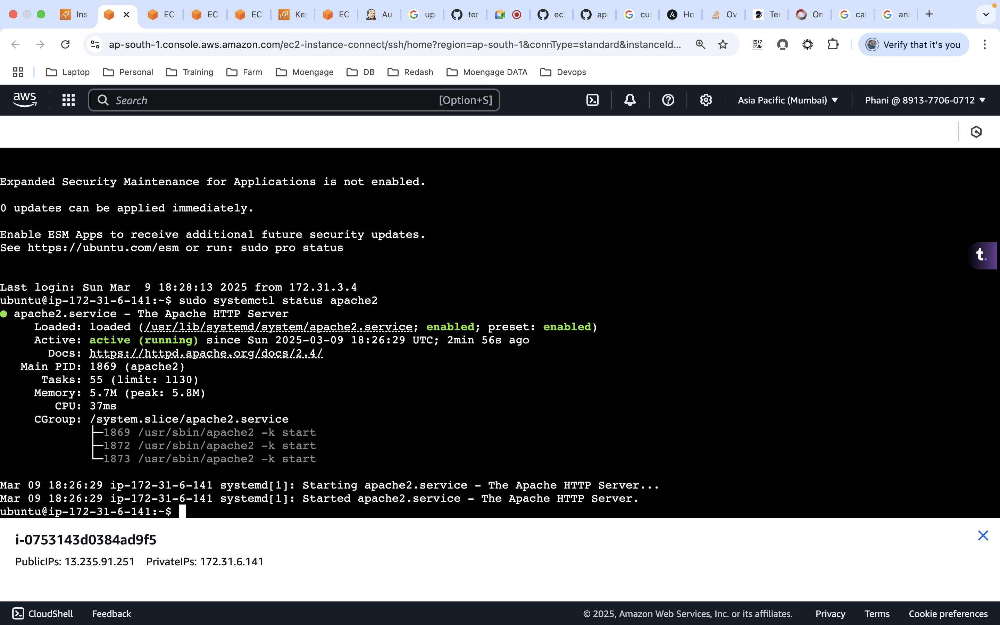 Ins
EC
EC
EC
Key
EC
Au
up
ter
ec
apa
cu
Ho
Ov
Ter
On
car
ans
ap-south-1.console.aws.amazon.com/ec2-instance-connect/ssh/home?region=ap-south-1&connType=standard&instanceId...
Verify that it's you
Laptop
Personal
Training
Farm
Moengage
DB
Redash
Moengage DATA
Devops
aws
Search
[Option+S]
Asia Pacific (Mumbai)
Phani @ 8913-7706-0712
Expanded Security Maintenance for Applications is not enabled.
0 updates can be applied immediately.
Enable ESM Apps to receive additional future security updates.
See https://ubuntu.com/esm or run: sudo pro status
t.
Last login: Sun Mar  9 18:28:13 2025 from 172.31.3.4
ubuntu@ip-172-31-6-141:~$ sudo systemctl status apache2
● apache2.service - The Apache HTTP Server
Loaded: loaded (/usr/lib/systemd/system/apache2.service; enabled; preset: enabled)
Active: active (running) since Sun 2025-03-09 18:26:29 UTC; 2min 56s ago
Docs: https://httpd.apache.org/docs/2.4/
Main PID: 1869 (apache2)
Tasks: 55 (limit: 1130)
Memory: 5.7M (peak: 5.8M)
CPU: 37ms
CGroup: /system.slice/apache2.service
├─1869 /usr/sbin/apache2 -k start
├─1872 /usr/sbin/apache2 -k start
└─1873 /usr/sbin/apache2 -k start
Mar 09 18:26:29 ip-172-31-6-141 systemd[1]: Starting apache2.service - The Apache HTTP Server...
Mar 09 18:26:29 ip-172-31-6-141 systemd[1]: Started apache2.service - The Apache HTTP Server.
ubuntu@ip-172-31-6-141:~$
i-0753143d0384ad9f5
PublicIPs: 13.235.91.251
PrivateIPs: 172.31.6.141
CloudShell
Feedback
© 2025, Amazon Web Services, Inc. or its affiliates.
Privacy
Terms
Cookie preferences